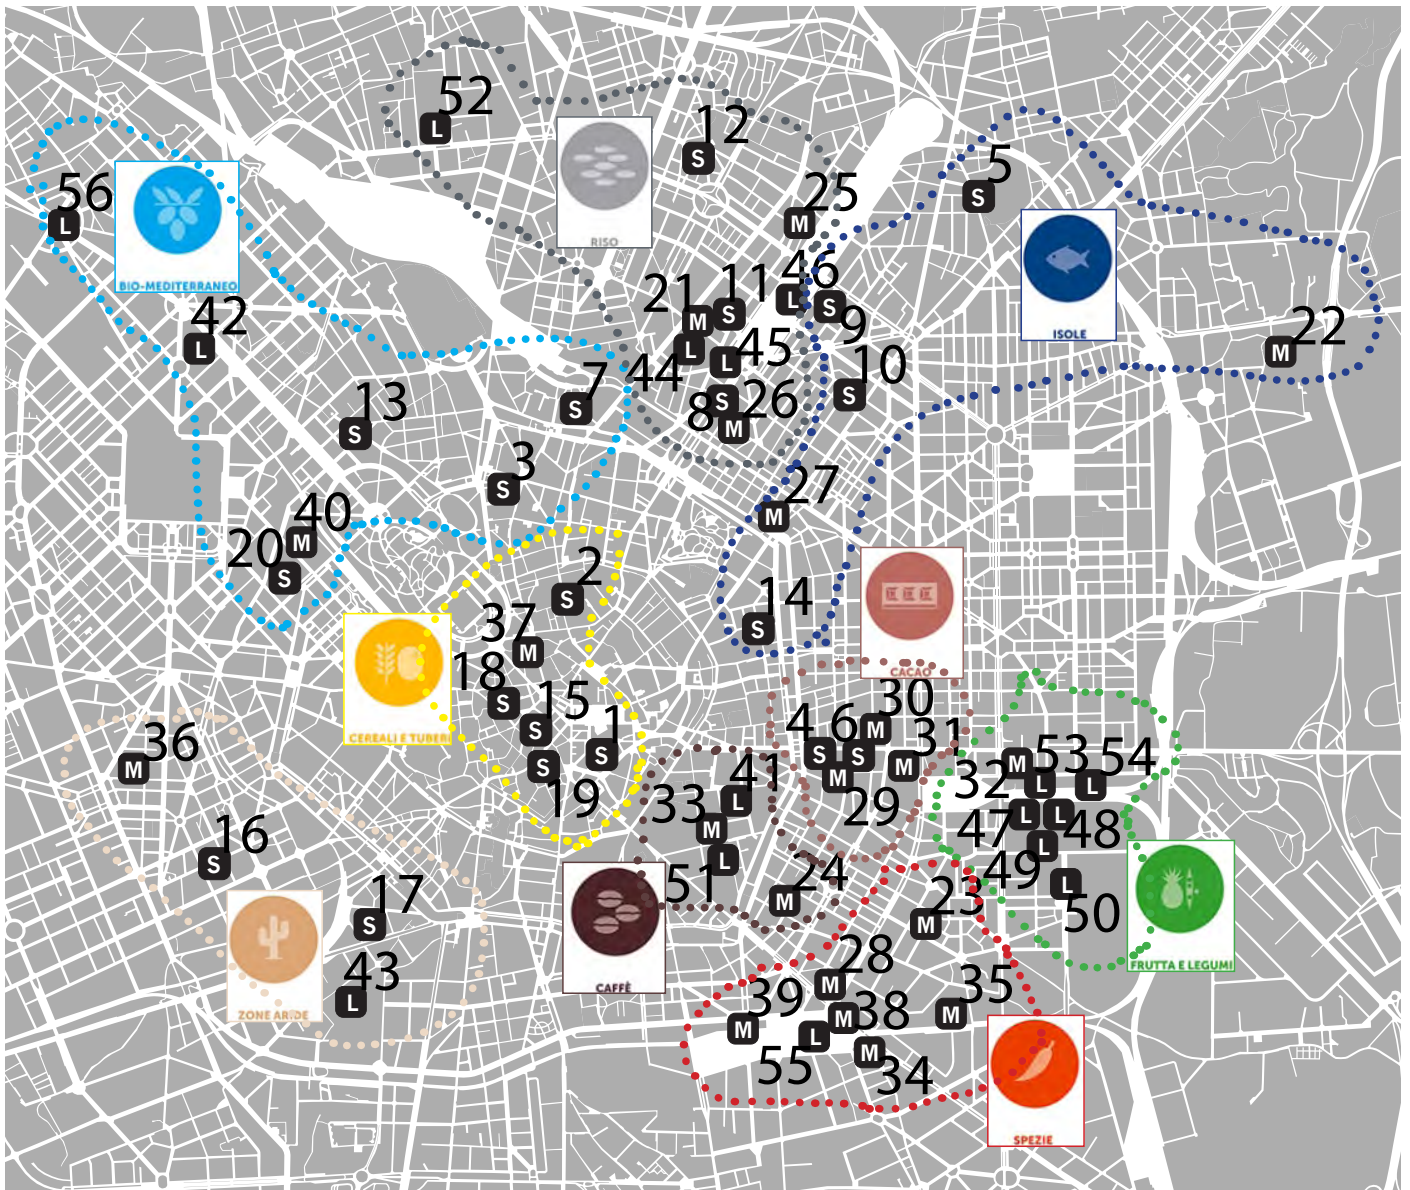 52
L
12
S
5
S
56
L
25
M
RISO
BIO-MEDITERRANEO
46
L
21
M
11
S
S
9
22
M
ISOLE
42
L
44
L
45
L
10
S
7
S
13
S
8
S
26
M
3
S
27
M
40
M
20
S
2
S
14
S
37
M
18
S
CACAO
15
S
1
S
30
M
4
S
6
S
31
M
CEREALI E TUBERI
36
M
19
S
29
M
32
M
53
L
54
L
41
L
33
M
47
L
48
L
16
S
51
L
49
L
24
M
50
L
17
S
23
M
FRUTTA E LEGUMI
28
M
43
L
CAFFÈ
ZONE ARIDE
39
M
38
M
35
M
55
L
34
M
SPEZIE